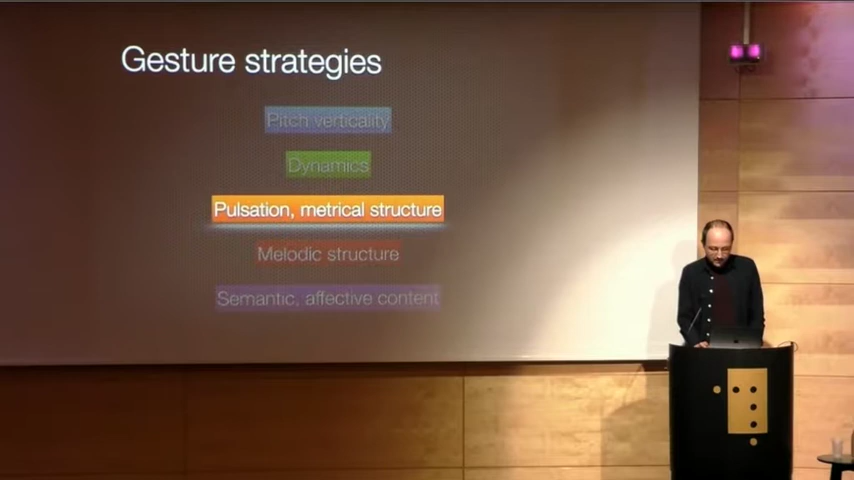 Gesture strategies
Pitch verticality
Dynamics
Pulsation, metrical structure
Melodic structure
Semantic, affective content